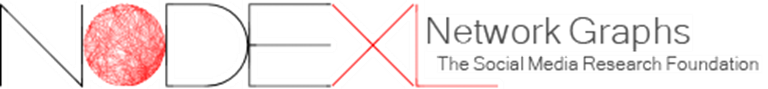 NODEXL
Network Graphs
The Social Media Research Foundation